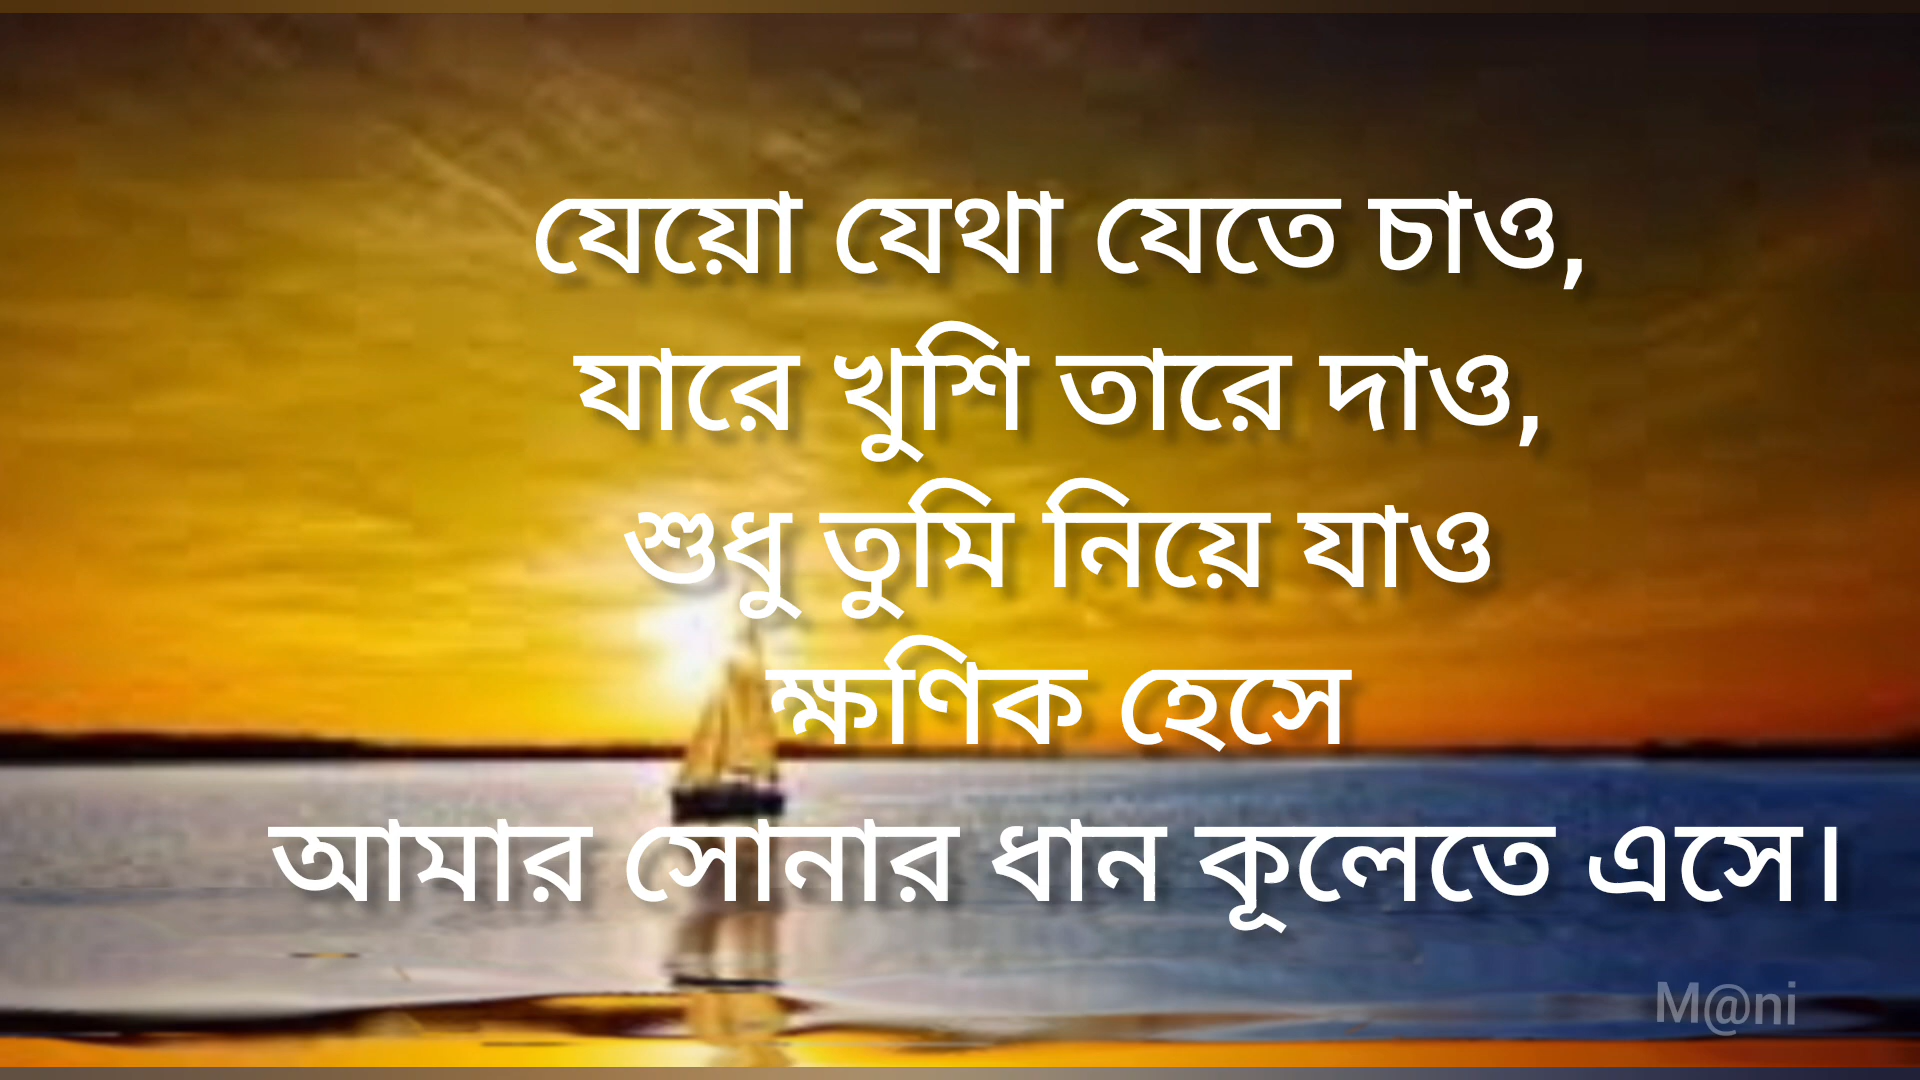 যেয়ো যেথা যেতে চাও,
যারে খুশি তারে দাও,
শুধু তুমি নিয়ে যাও
ক্ষণিক হেসে
আমার সোনার ধান কূলেতে এসে।
M@ni